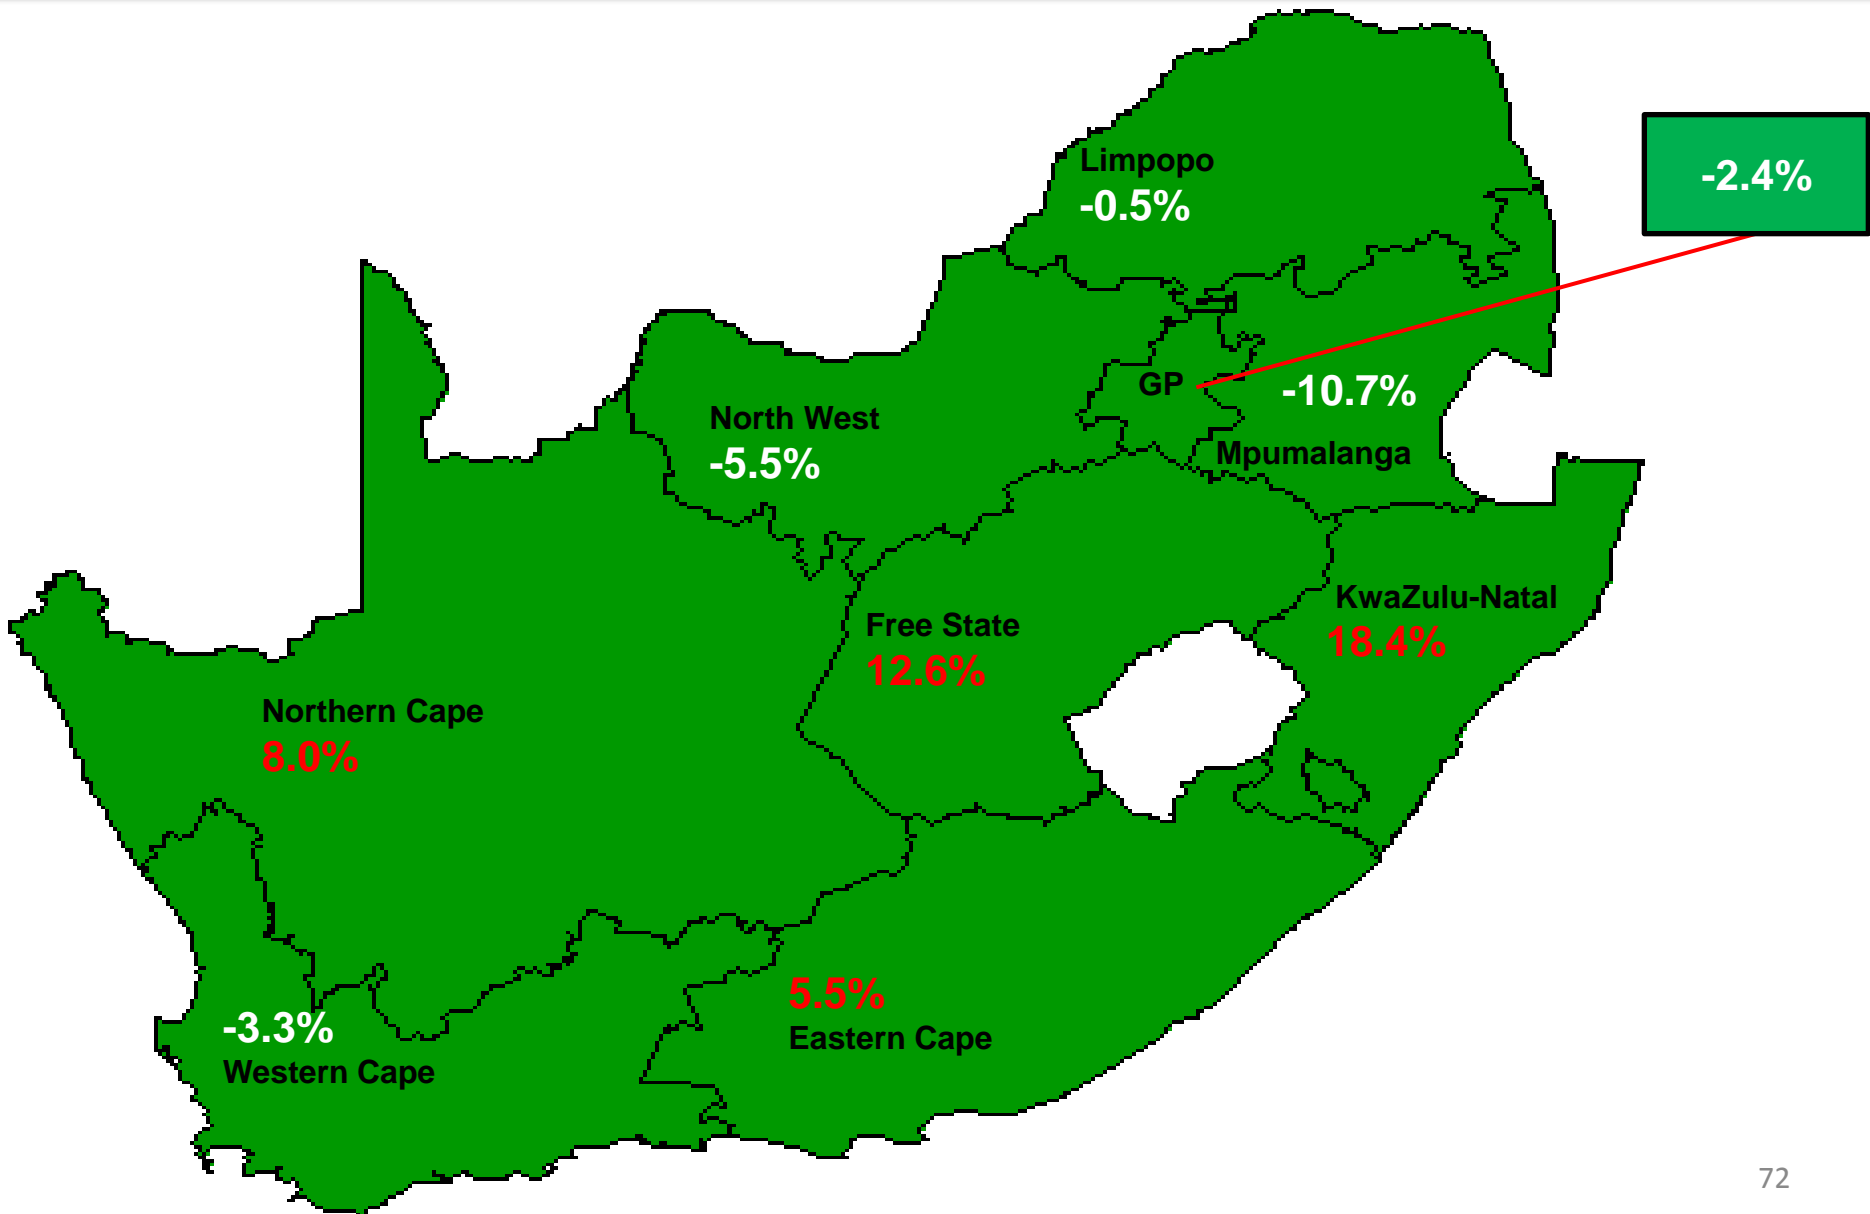 Limpopo
-0.5%
-2.4%
GP
-10.7%
Mpumalanga
North West
-5.5%
KwaZulu-Natal
18.4%
Free State
12.6%
Northern Cape
8.0%
5.5%
Eastern Cape
-3.3%
Western Cape
72